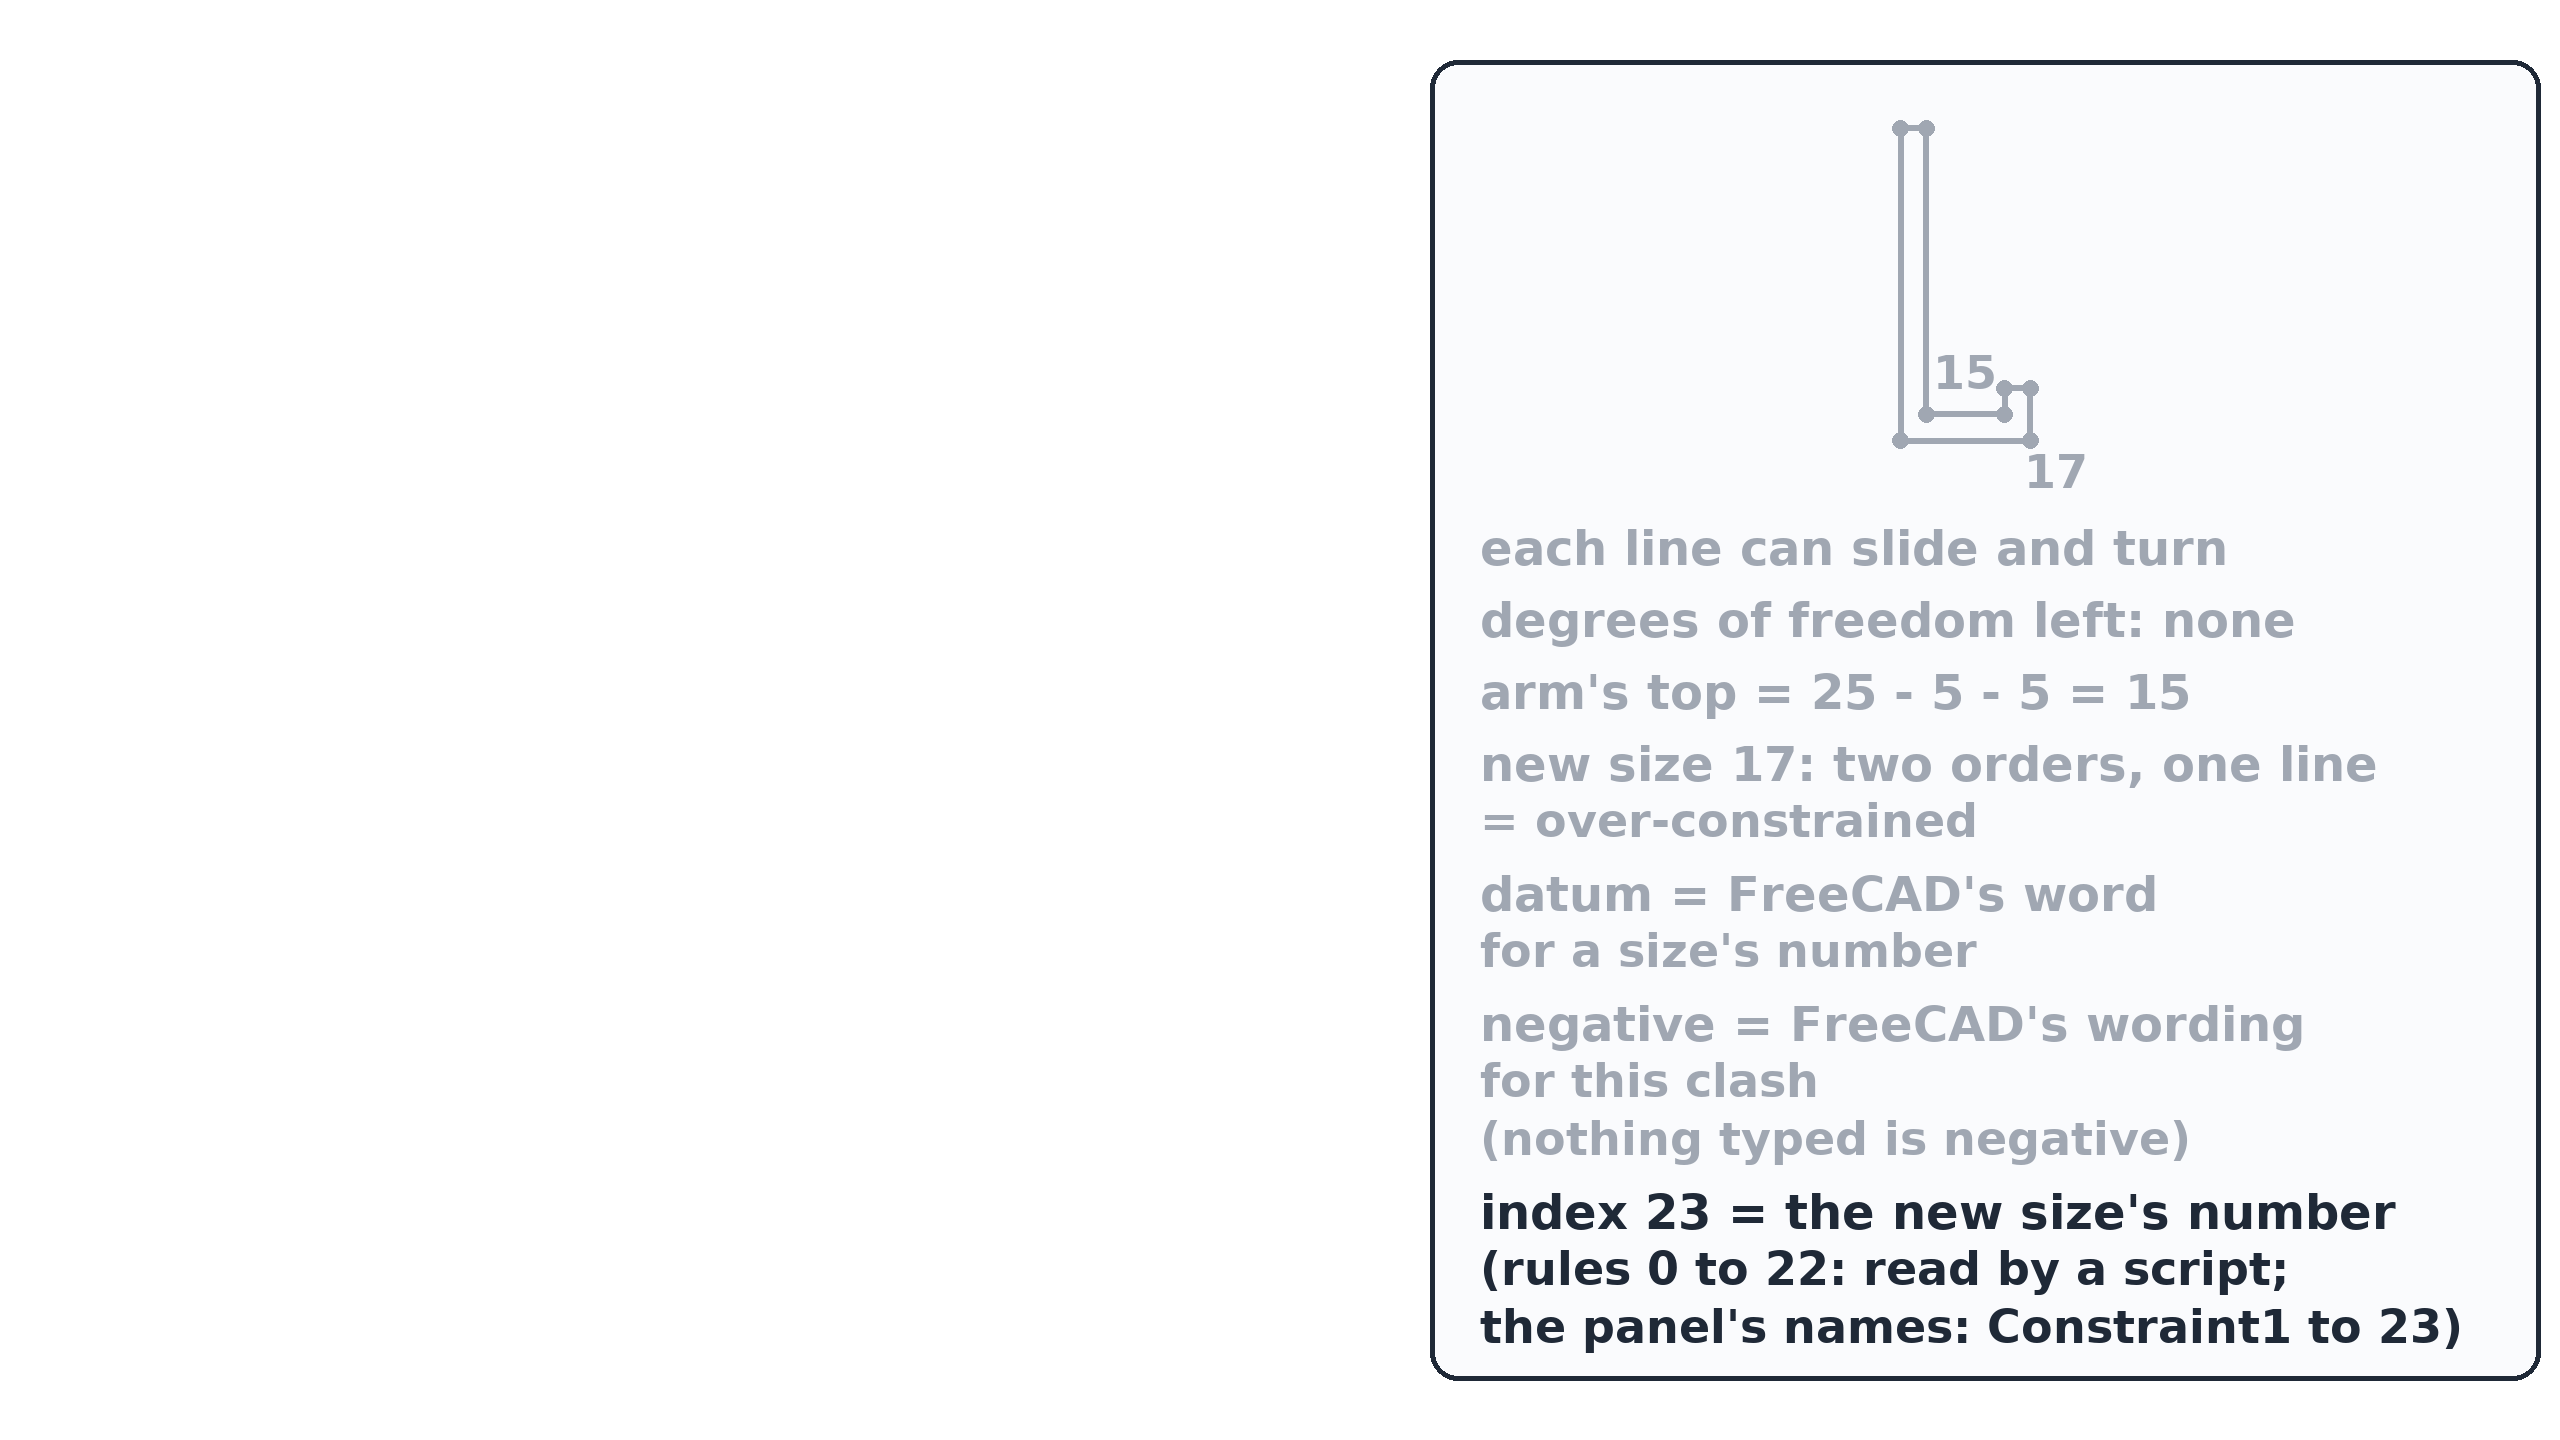 15
17
each line can slide and turn
degrees of freedom left: none
arm's top = 25 - 5 - 5 = 15
new size 17: two orders, one line
= over-constrained
datum = FreeCAD's word
for a size's number
negative = FreeCAD's wording
for this clash
(nothing typed is negative)
index 23 = the new size's number
(rules 0 to 22: read by a script;
the panel's names: Constraint1 to 23)